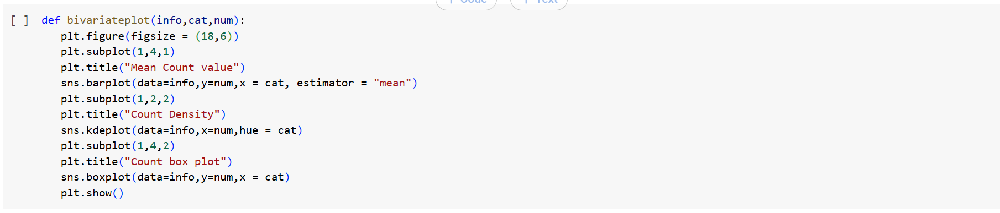 Code Text
[ ] def bivariateplot(info,cat,num):
plt.figure(figsize = (18,6))
plt.subplot(1,4,1)
plt.title("Mean Count value")
sns.barplot(data=info,y=num,x = cat, estimator = "mean")
plt.subplot(1,2,2)
plt.title("Count Density")
sns.kdeplot(data=info,x=num,hue = cat)
plt.subplot(1,4,2)
plt.title("Count box plot")
sns.boxplot(data=info,y=num,x = cat)
plt.show()